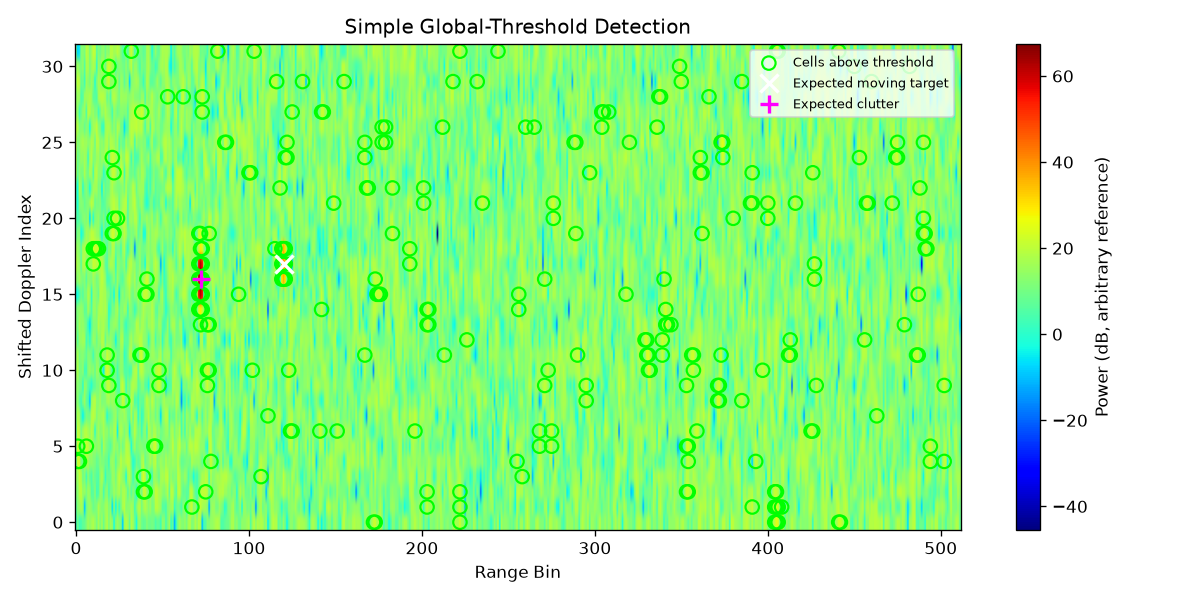 Simple Global-Threshold Detection
Cells above threshold
Expected moving target
Expected clutter
30
25
20
15
10
5
0
Shifted Doppler Index
0 100 200 300 400 500
Range Bin
60
40
20
0
−20
−40
Power (dB, arbitrary reference)